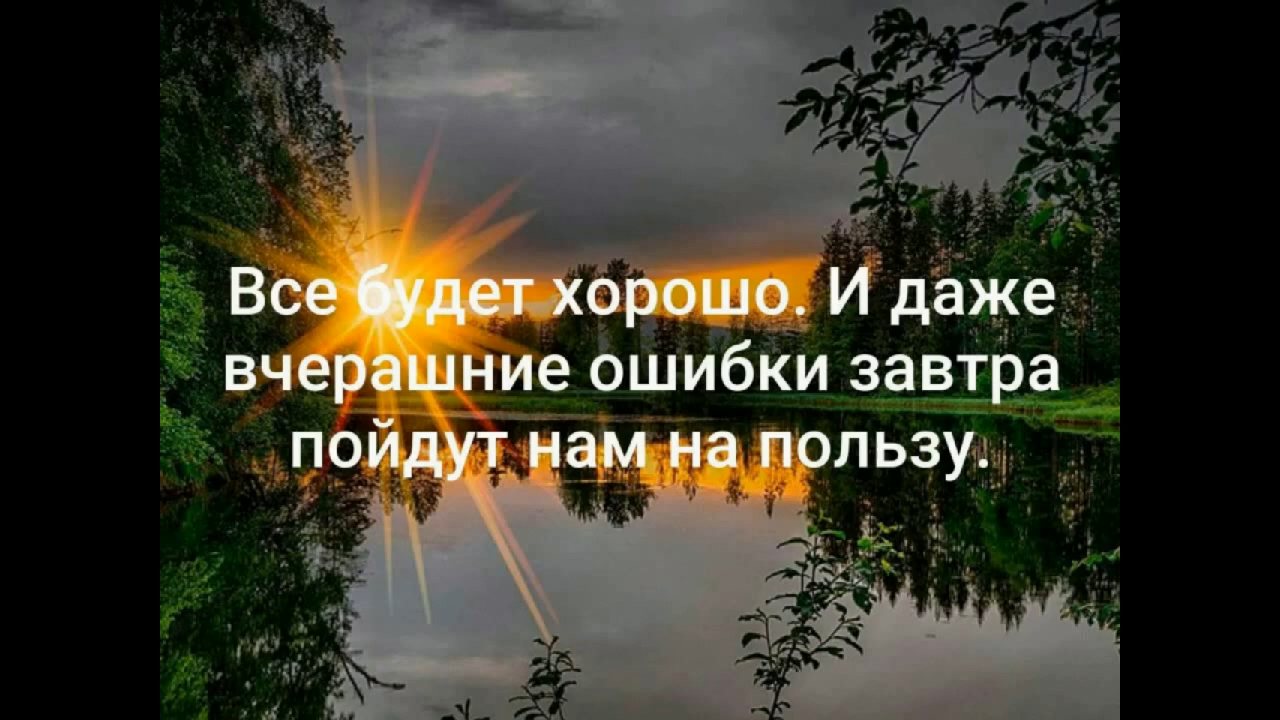 Все будет хорошо. И даже
вчерашние ошибки завтра
пойдут нам на пользу.